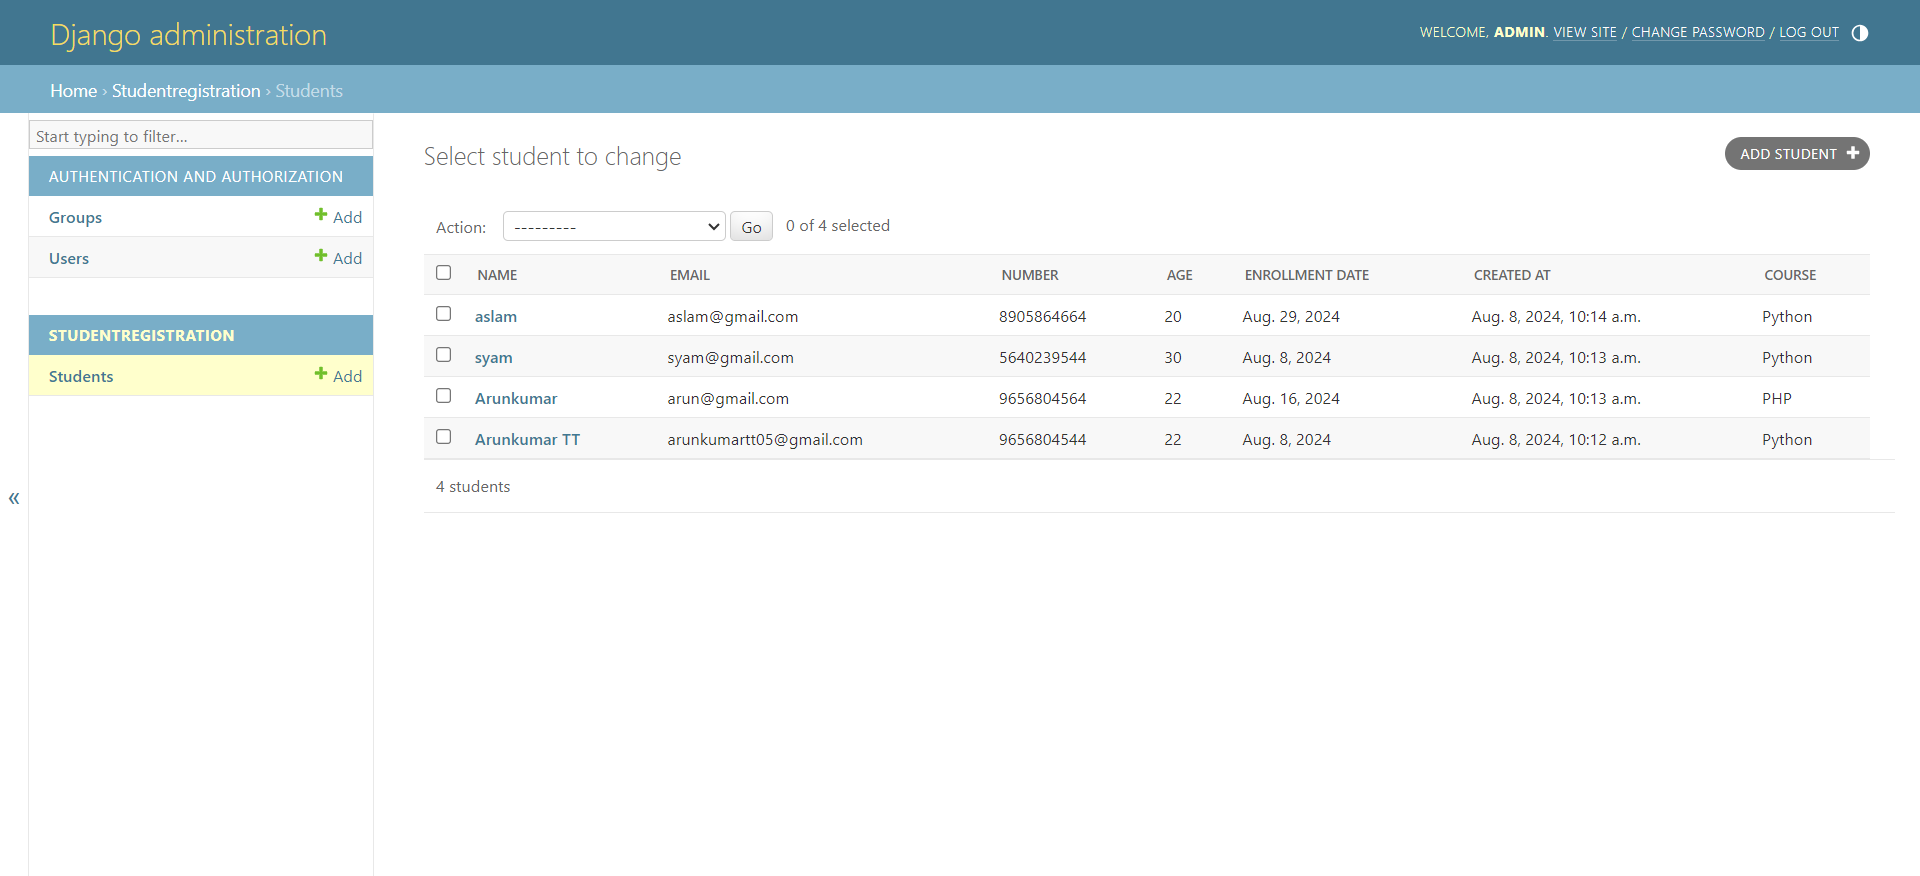 Django administration
WELCOME, ADMIN. VIEW SITE / CHANGE PASSWORD / LOG OUT
Home › Studentregistration › Students
Start typing to filter...
AUTHENTICATION AND AUTHORIZATION
Groups Add
Users Add
STUDENTREGISTRATION
Students Add
«
Select student to change
ADD STUDENT
Action: --------- Go 0 of 4 selected
NAME EMAIL NUMBER AGE ENROLLMENT DATE CREATED AT COURSE
aslam aslam@gmail.com 8905864664 20 Aug. 29, 2024 Aug. 8, 2024, 10:14 a.m. Python
syam syam@gmail.com 5640239544 30 Aug. 8, 2024 Aug. 8, 2024, 10:13 a.m. Python
Arunkumar arun@gmail.com 9656804564 22 Aug. 16, 2024 Aug. 8, 2024, 10:13 a.m. PHP
Arunkumar TT arunkumartt05@gmail.com 9656804544 22 Aug. 8, 2024 Aug. 8, 2024, 10:12 a.m. Python
4 students